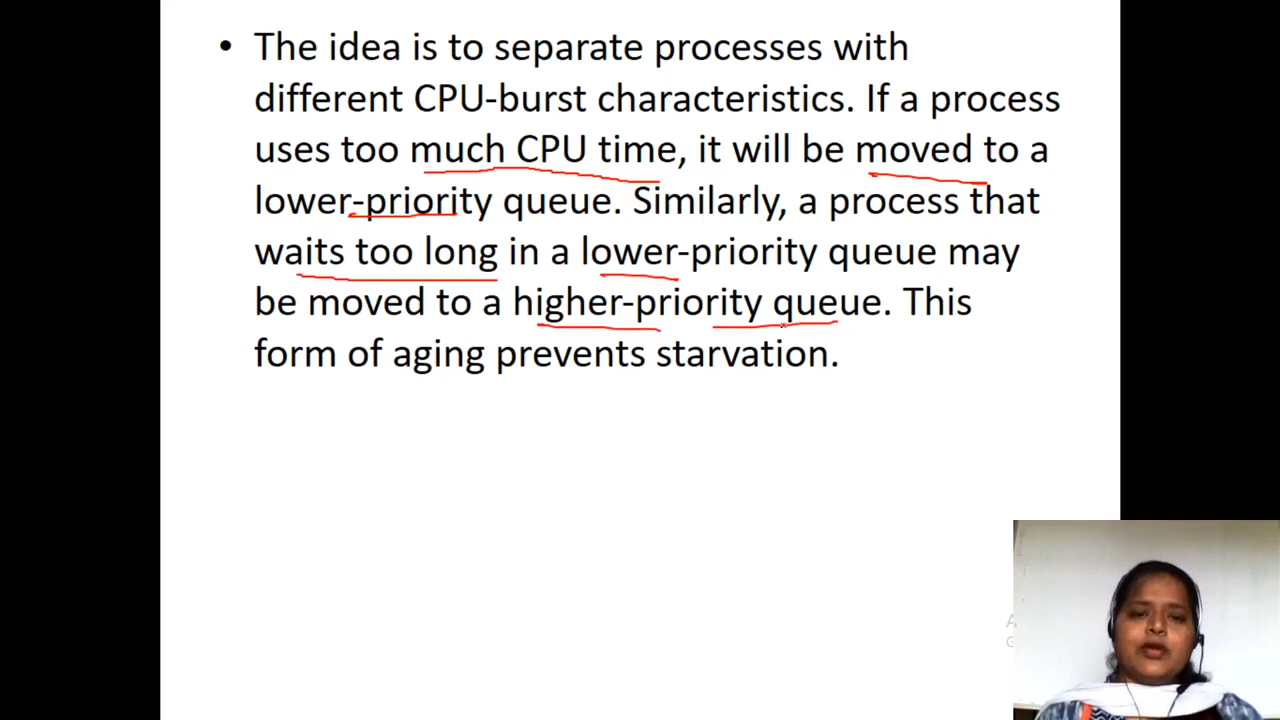 • The idea is to separate processes with
different CPU-burst characteristics. If a process
uses too much CPU time, it will be moved to a
lower-priority queue. Similarly, a process that
waits too long in a lower-priority queue may
be moved to a higher-priority queue. This
form of aging prevents starvation.